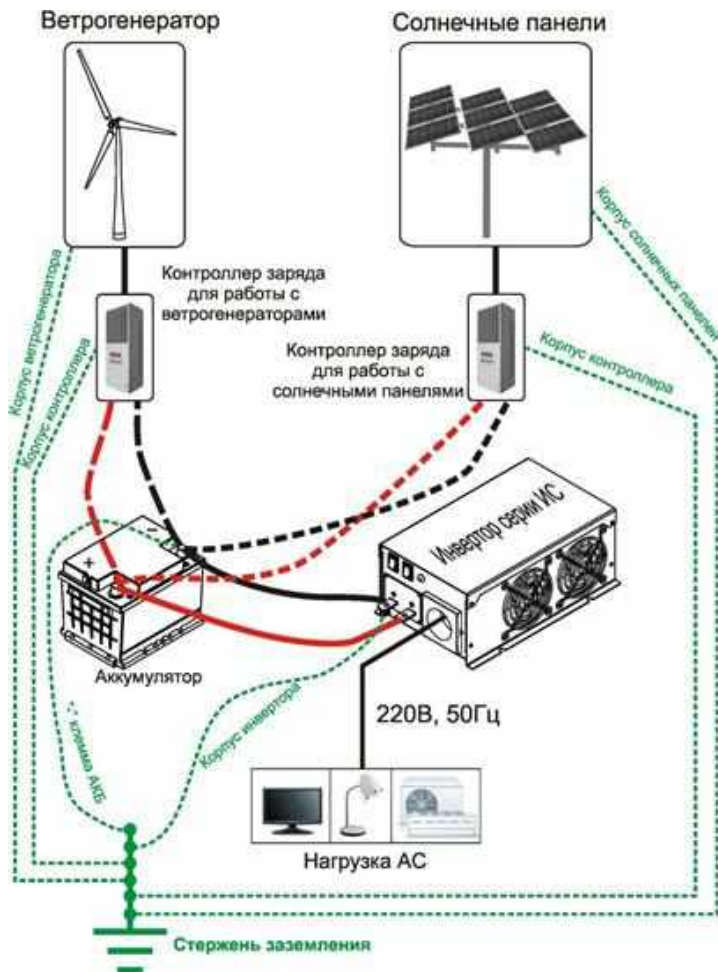 Ветрогенератор
Солнечные панели
Контроллер заряда
для работы с
ветрогенераторами
Контроллер заряда
для работы с
солнечными панелями
Корпус ветрогенератора
Корпус контроллера
Корпус солнечных панелей
Корпус контроллера
Инвертор серии ИС
+
-
Аккумулятор
"-" клемма АКБ
Корпус инвертора
220В, 50Гц
Нагрузка АС
Стержень заземления